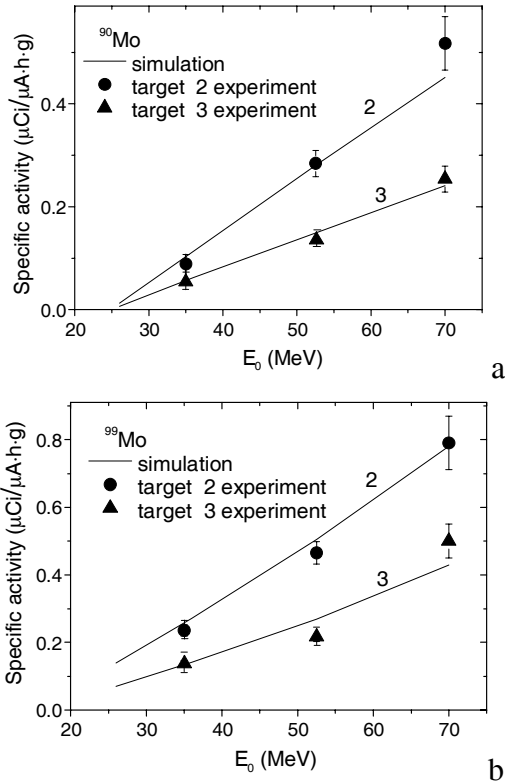 ⁹⁰Mo
simulation
target 2 experiment
target 3 experiment
2
3
Specific activity (μCi/μA·h·g)
0.4
0.2
0.0
20 30 40 50 60 70
E₀ (MeV)
a
⁹⁹Mo
simulation
target 2 experiment
target 3 experiment
2
3
Specific activity (μCi/μA·h·g)
0.8
0.6
0.4
0.2
0.0
20 30 40 50 60 70
E₀ (MeV)
b